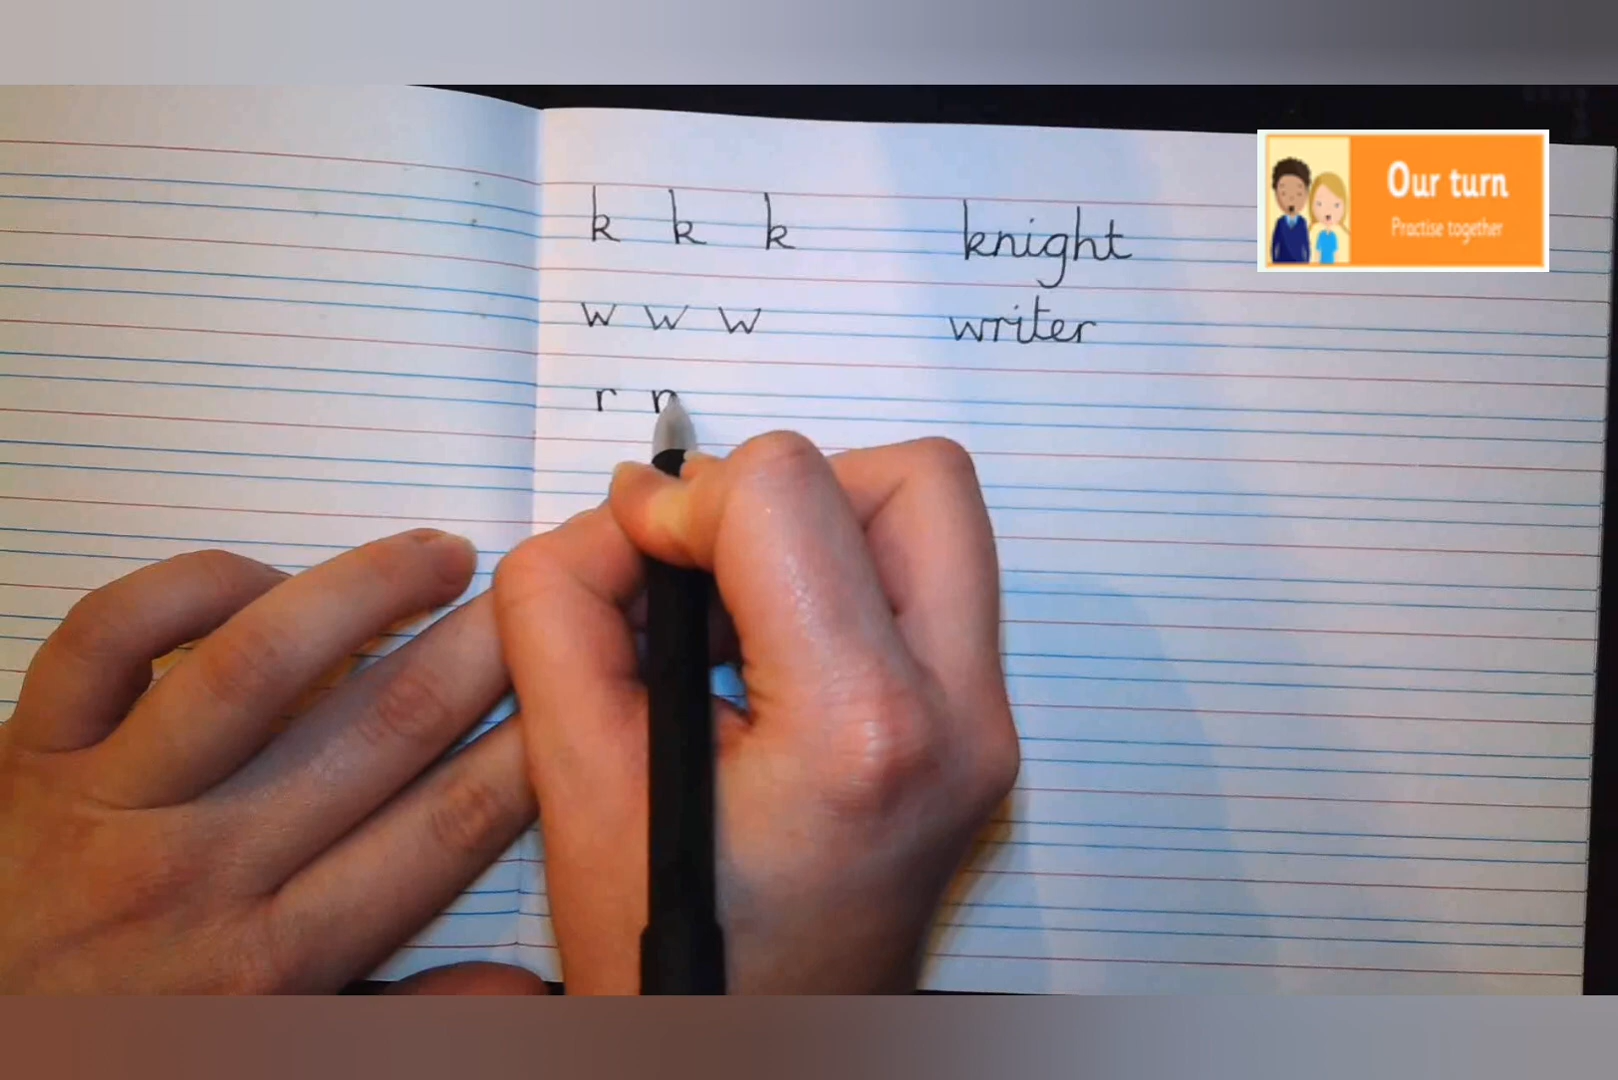 k k k knight
w w w writer
r r
Our turn
Practise together